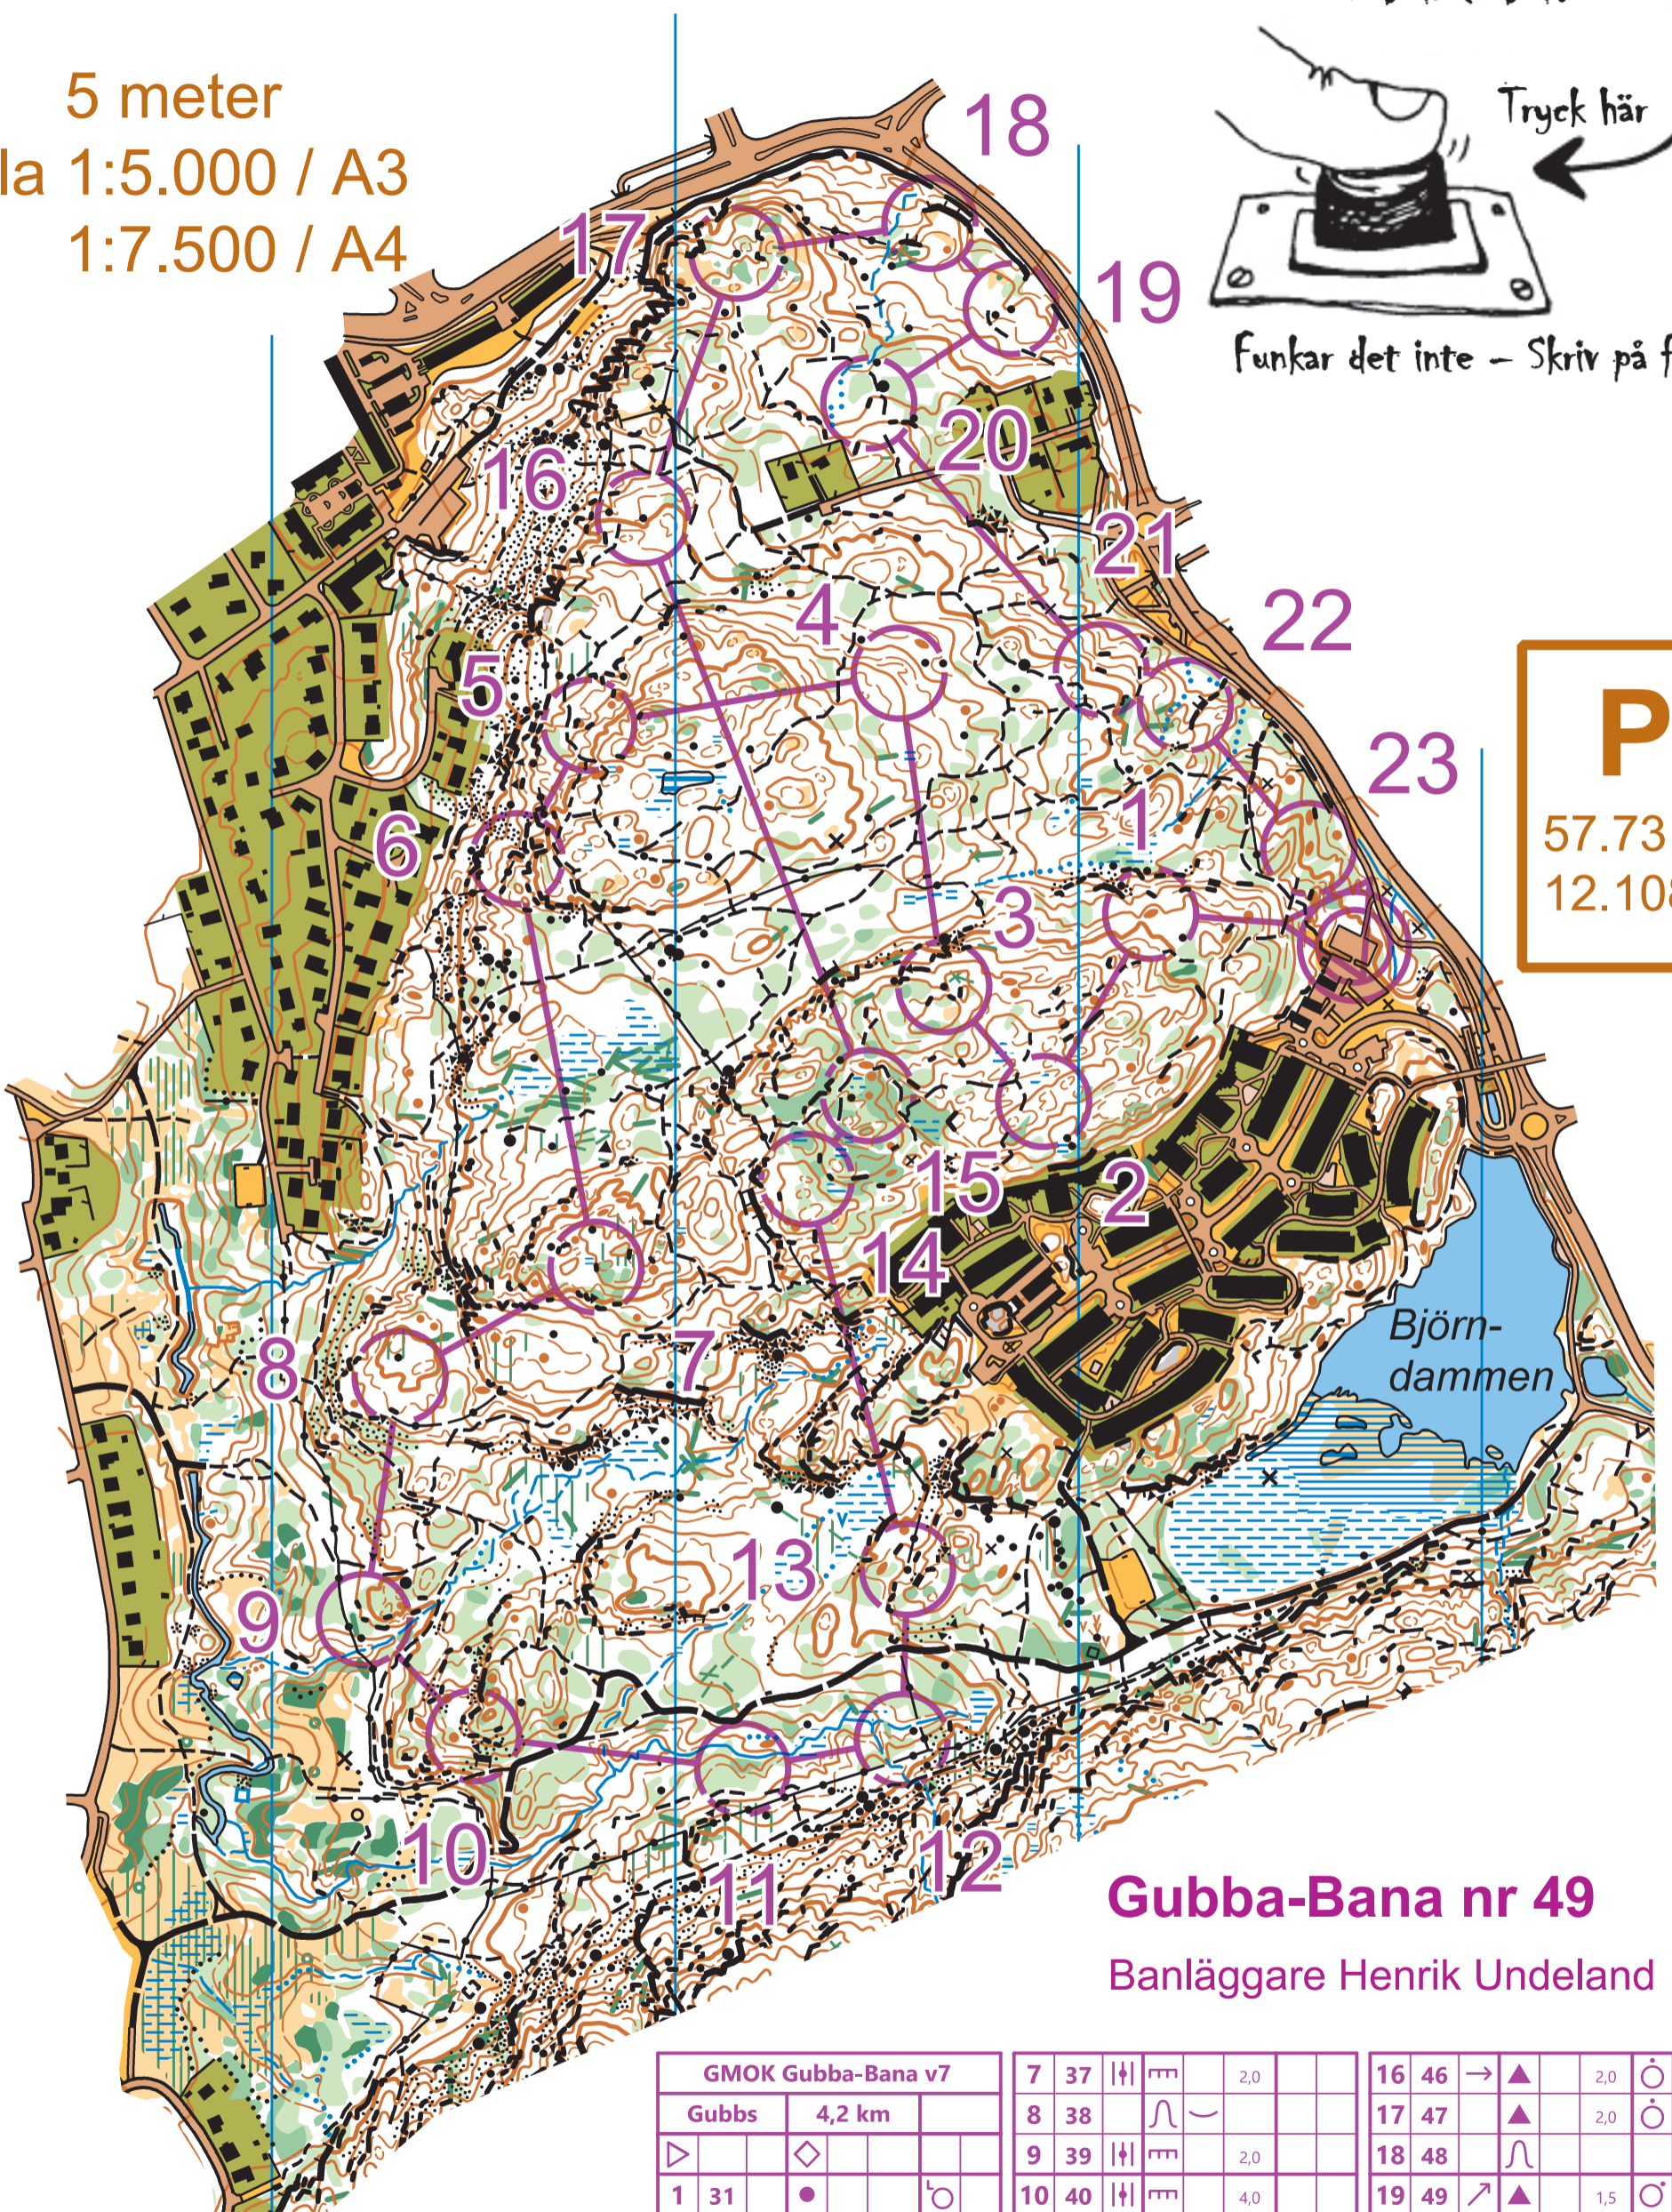 5 meter
la 1:5.000 / A3
1:7.500 / A4
Tryck här
Funkar det inte – Skriv på f
P
57.73
12.108
18
17
19
16
20
21
4
22
5
23
6
1
3
15
2
14
Björn-
dammen
8
7
13
9
10
11
12
Gubba-Bana nr 49
Banläggare Henrik Undeland
GMOK Gubba-Bana v7
Gubbs 4,2 km
1 31
7 37 2,0
8 38
9 39 2,0
10 40 4,0
16 46 2,0
17 47 2,0
18 48
19 49 1,5